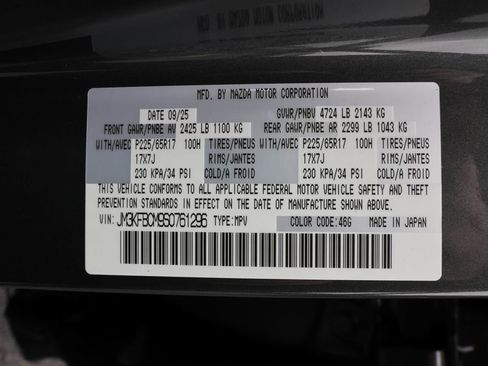 MFD. BY MAZDA MOTOR CORPORATION
DATE 09/25 GVWR/PNBV 4724 LB 2143 KG
FRONT GAWR/PNBE AV 2425 LB 1100 KG REAR GAWR/PNBE AR 2299 LB 1043 KG
WITH/AVEC P225/65R17 100H TIRES/PNEUS WITH/AVEC P225/65R17 100H TIRES/PNEUS
17X7J RIMS/JANTES 17X7J RIMS/JANTES
230 KPA/34 PSI COLD/A FROID 230 KPA/34 PSI COLD/A FROID
THIS VEHICLE CONFORMS TO ALL APPLICABLE FEDERAL MOTOR VEHICLE SAFETY AND THEFT
PREVENTION STANDARDS IN EFFECT ON THE DATE OF MANUFACTURE SHOWN ABOVE.
VIN: JM3KFBCM9S0761296 TYPE:MPV COLOR CODE:46G MADE IN JAPAN